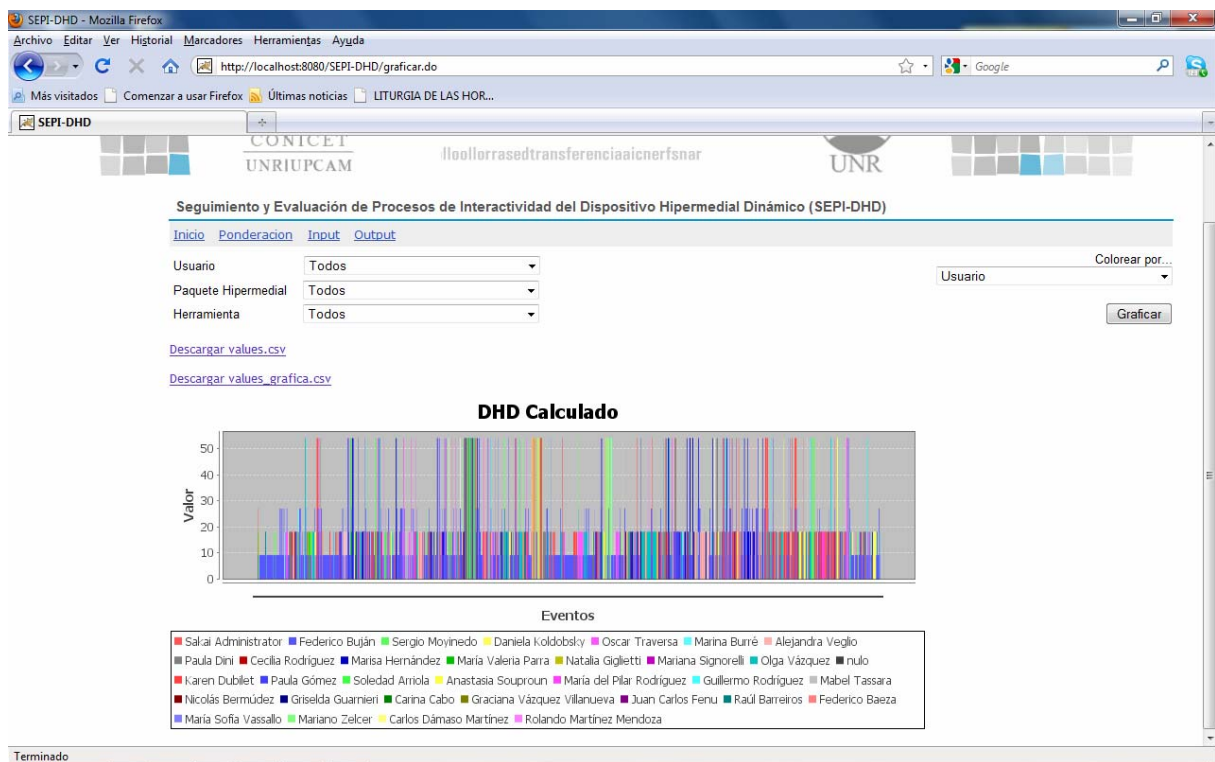 SEPI-DHD - Mozilla Firefox
Archivo Editar Ver Historial Marcadores Herramientas Ayuda
http://localhost:8080/SEPI-DHD/graficar.do
Google
Más visitados Comenzar a usar Firefox Últimas noticias LITURGIA DE LAS HOR...
SEPI-DHD
CONICET
UNRIUPCAM
UNR
Seguimiento y Evaluación de Procesos de Interactividad del Dispositivo Hipermedial Dinámico (SEPI-DHD)
Inicio Ponderacion Input Output
Usuario Todos
Colorear por...
Usuario
Paquete Hipermedial Todos
Herramienta Todos
Graficar
Descargar values.csv
Descargar values_grafica.csv
DHD Calculado
Valor
50
40
30
20
10
0
Eventos
Sakai Administrator Federico Buján Sergio Moyinedo Daniela Koldobsky Oscar Traversa Marina Burré Alejandra Veglio
Paula Dini Cecilia Rodríguez Marisa Hernández María Valeria Parra Natalia Giglietti Mariana Signorelli Olga Vázquez nulo
Karen Dubilet Paula Gómez Soledad Arriola Anastasia Souproun María del Pilar Rodríguez Guillermo Rodríguez Mabel Tassara
Nicolás Bermúdez Griselda Guarnieri Carina Cabo Graciana Vázquez Villanueva Juan Carlos Fenu Raúl Barreiros Federico Baeza
María Sofía Vassallo Mariano Zelcer Carlos Dámaso Martínez Rolando Martínez Mendoza
Terminado